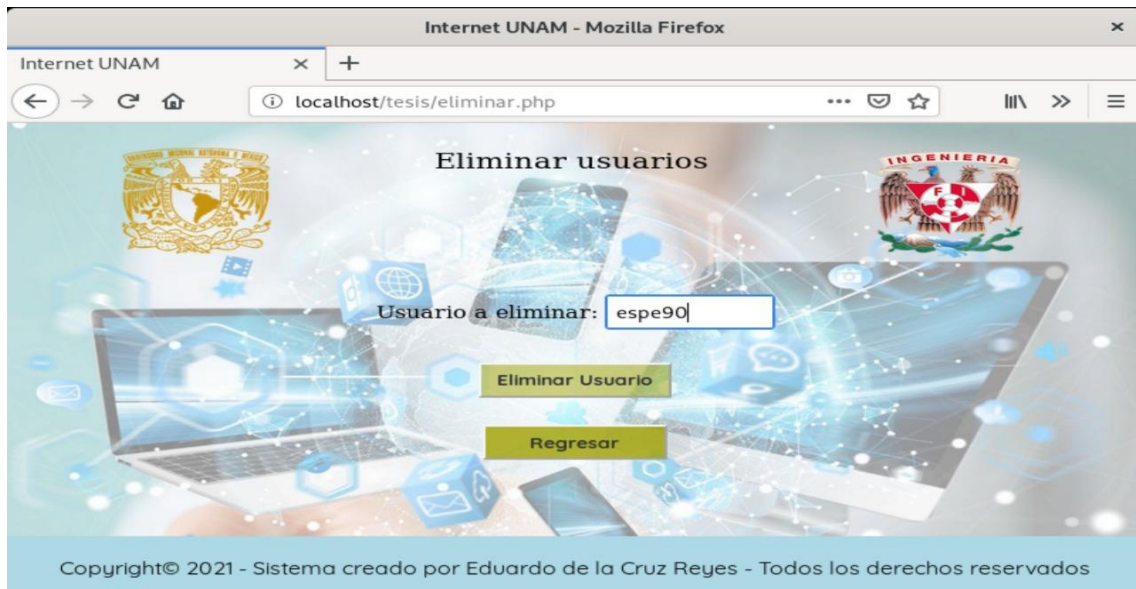 Internet UNAM - Mozilla Firefox
Internet UNAM
localhost/tesis/eliminar.php
Eliminar usuarios
INGENIERIA
F I
Usuario a eliminar: espe90
Eliminar Usuario
Regresar
Copyright© 2021 - Sistema creado por Eduardo de la Cruz Reyes - Todos los derechos reservados